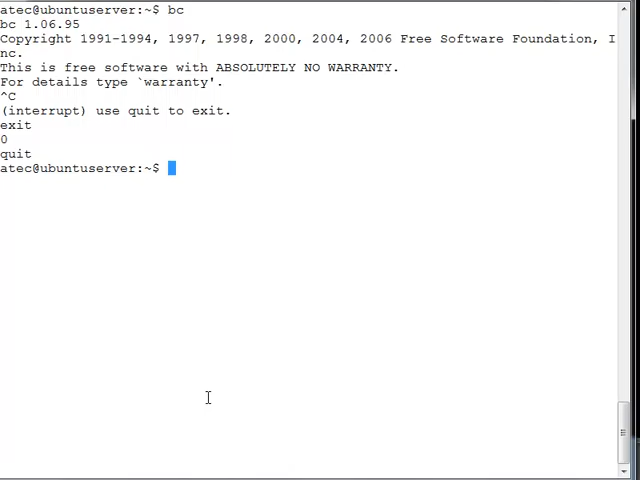 atec@ubuntuserver:~$ bc
bc 1.06.95
Copyright 1991-1994, 1997, 1998, 2000, 2004, 2006 Free Software Foundation, I
nc.
This is free software with ABSOLUTELY NO WARRANTY.
For details type `warranty'.
^C
(interrupt) use quit to exit.
exit
0
quit
atec@ubuntuserver:~$